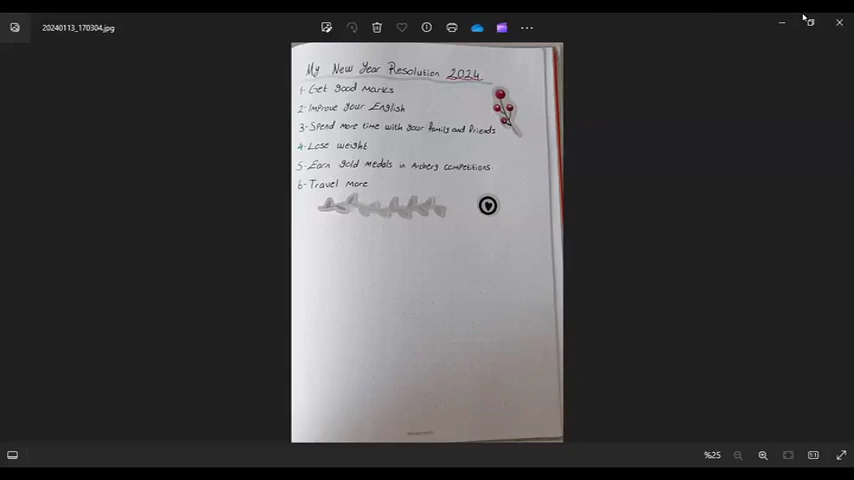 20240113_170304.jpg
My New Year Resolution 2024
1- Get good marks
2- Improve your English
3- Spend more time with your family and friends
4- Lose weight
5- Earn gold medals in Archery competitions.
6- Travel more
%25